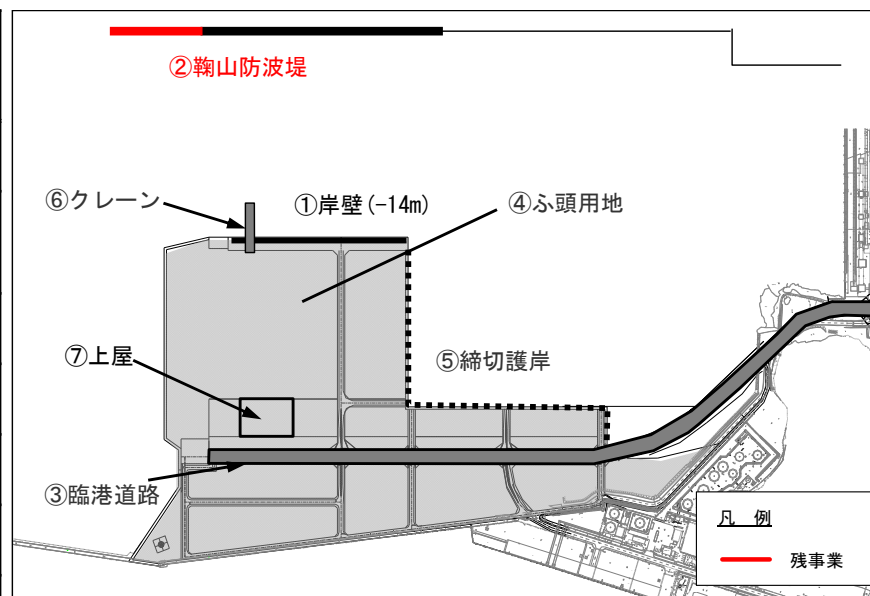 ②鞠山防波堤
⑥クレーン
①岸壁(-14m)
④ふ頭用地
⑦上屋
⑤締切護岸
③臨港道路
凡 例
残事業